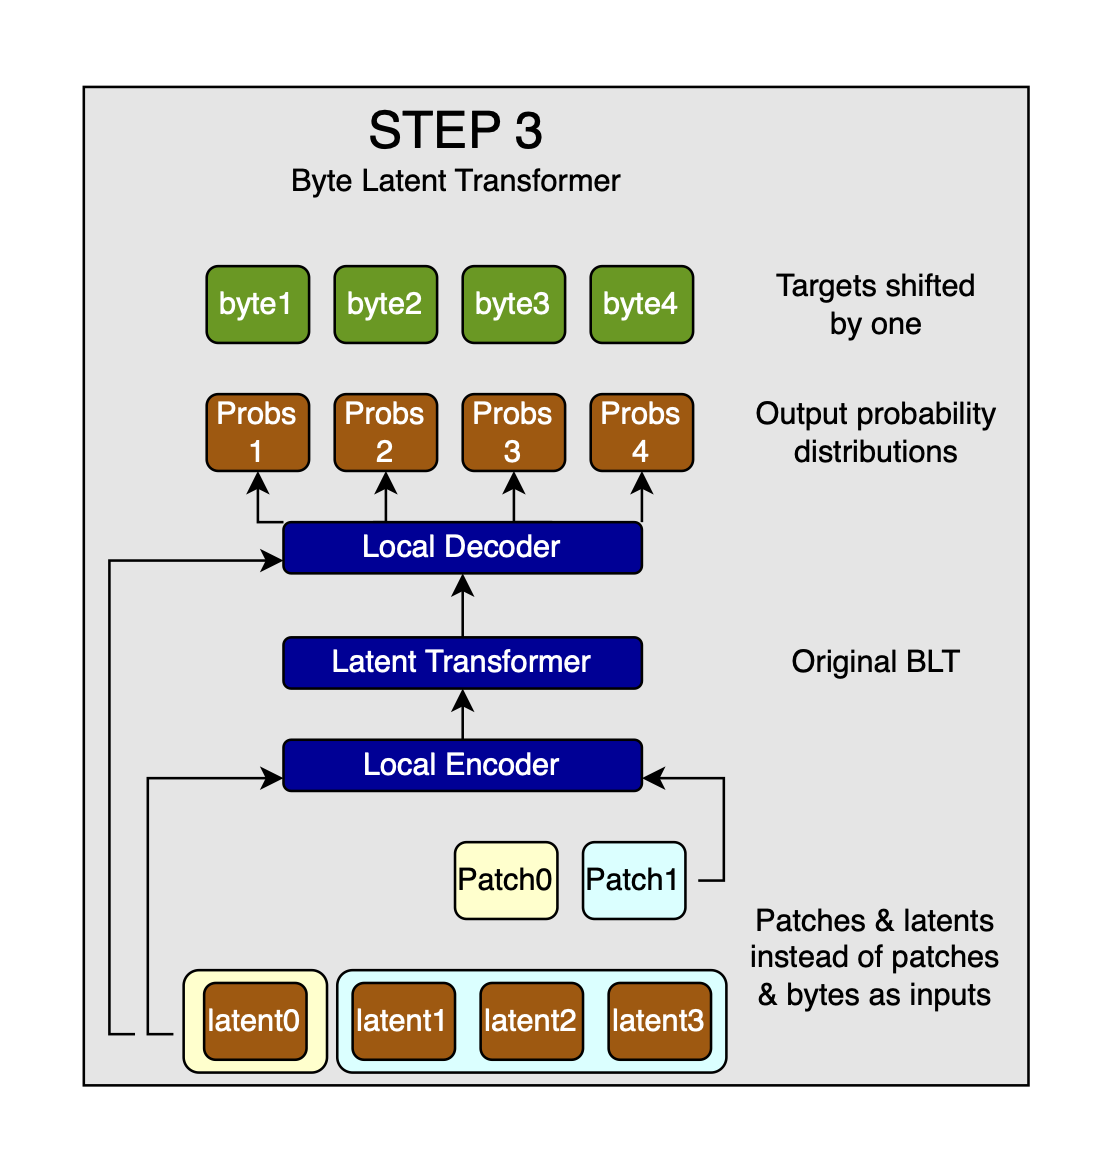 STEP 3
Byte Latent Transformer
byte1
byte2
byte3
byte4
Targets shifted
by one
Probs
1
Probs
2
Probs
3
Probs
4
Output probability
distributions
Local Decoder
Latent Transformer
Original BLT
Local Encoder
Patch0
Patch1
Patches & latents
instead of patches
& bytes as inputs
latent0
latent1
latent2
latent3